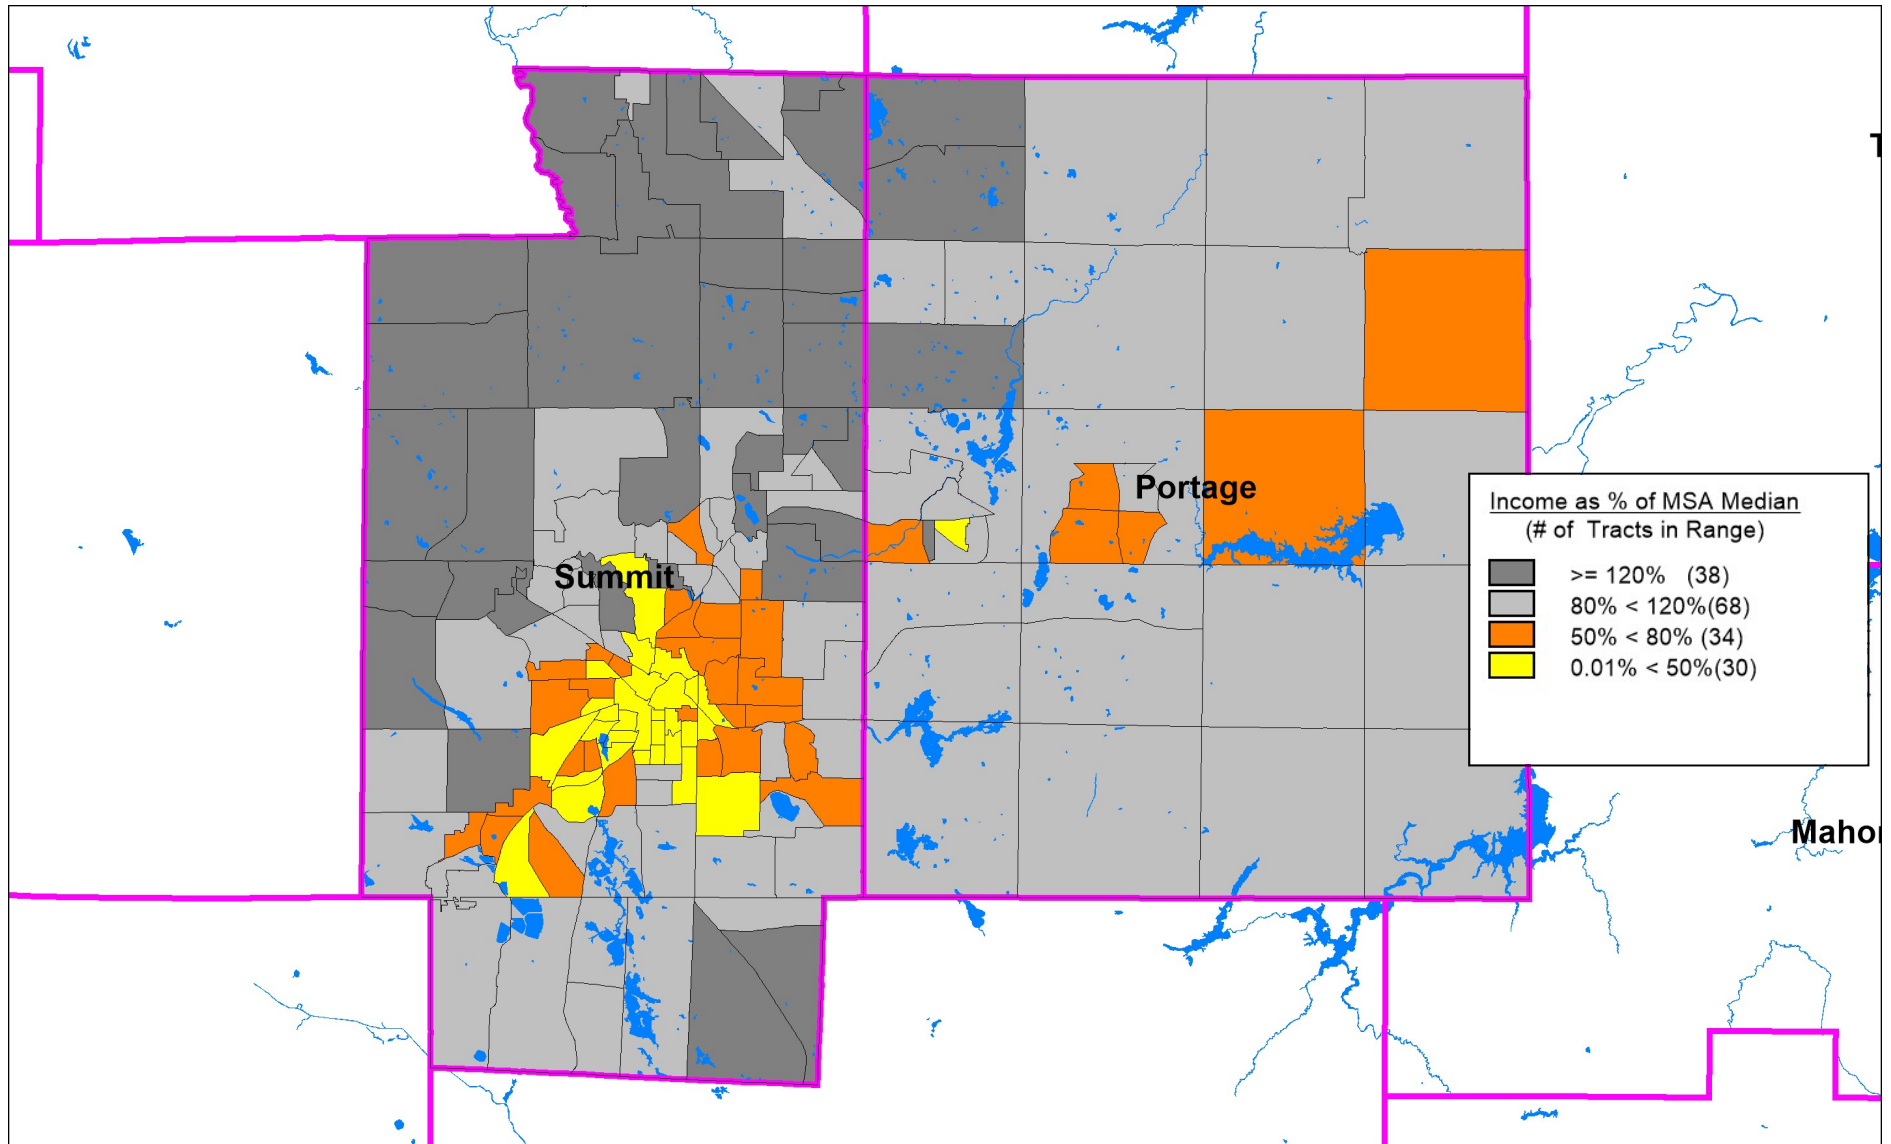 Portage
Income as % of MSA Median
(# of Tracts in Range)
>= 120% (38)
80% < 120%(68)
50% < 80% (34)
0.01% < 50%(30)
Summit